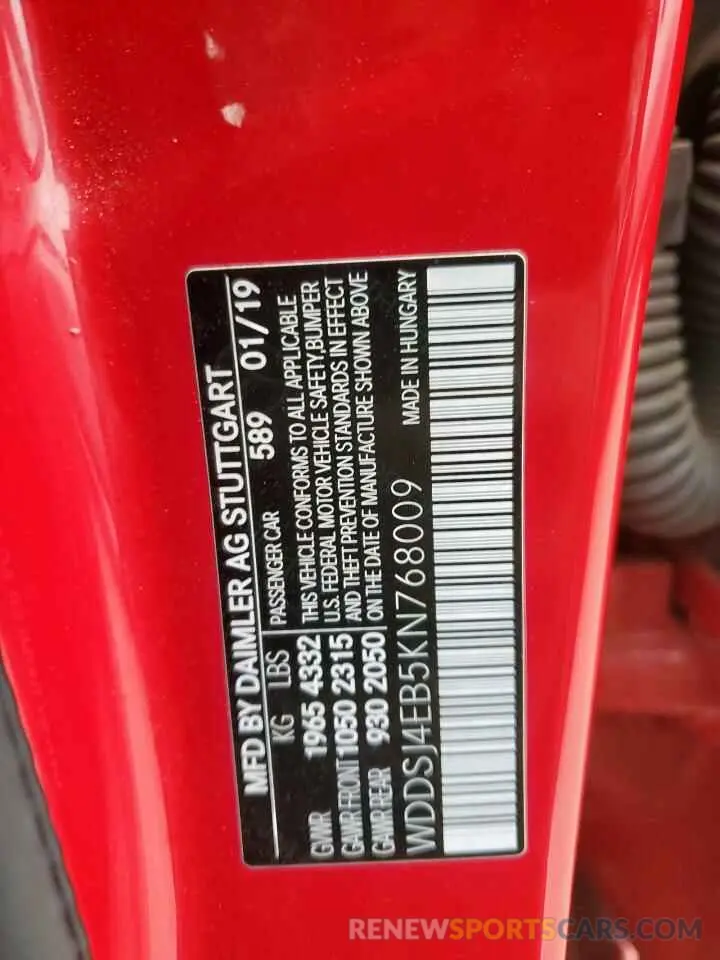 MFD BY DAIMLER AG STUTTGART
KG LBS PASSENGER CAR 589 01/19
GVWR 1965 4332 THIS VEHICLE CONFORMS TO ALL APPLICABLE
U.S. FEDERAL MOTOR VEHICLE SAFETY,BUMPER
GAWR FRONT 1050 2315 AND THEFT PREVENTION STANDARDS IN EFFECT
GAWR REAR 930 2050 ON THE DATE OF MANUFACTURE SHOWN ABOVE
WDDSJ4EB5KN768009 MADE IN HUNGARY
RENEWSPORTSCARS.COM